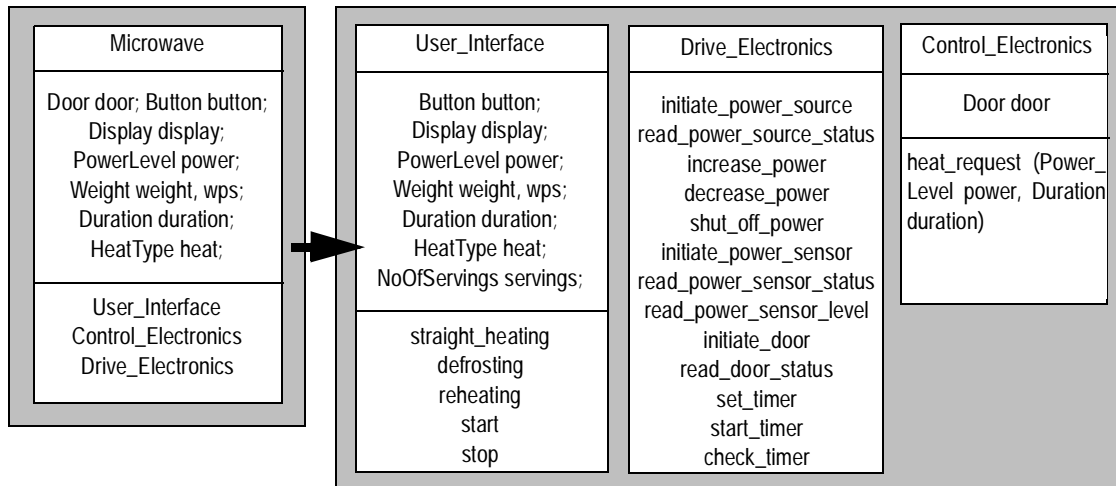 Microwave
Door door; Button button;
Display display;
PowerLevel power;
Weight weight, wps;
Duration duration;
HeatType heat;
User_Interface
Control_Electronics
Drive_Electronics
User_Interface
Button button;
Display display;
PowerLevel power;
Weight weight, wps;
Duration duration;
HeatType heat;
NoOfServings servings;
straight_heating
defrosting
reheating
start
stop
Drive_Electronics
initiate_power_source
read_power_source_status
increase_power
decrease_power
shut_off_power
initiate_power_sensor
read_power_sensor_status
read_power_sensor_level
initiate_door
read_door_status
set_timer
start_timer
check_timer
Control_Electronics
Door door
heat_request (Power_
Level power, Duration
duration)